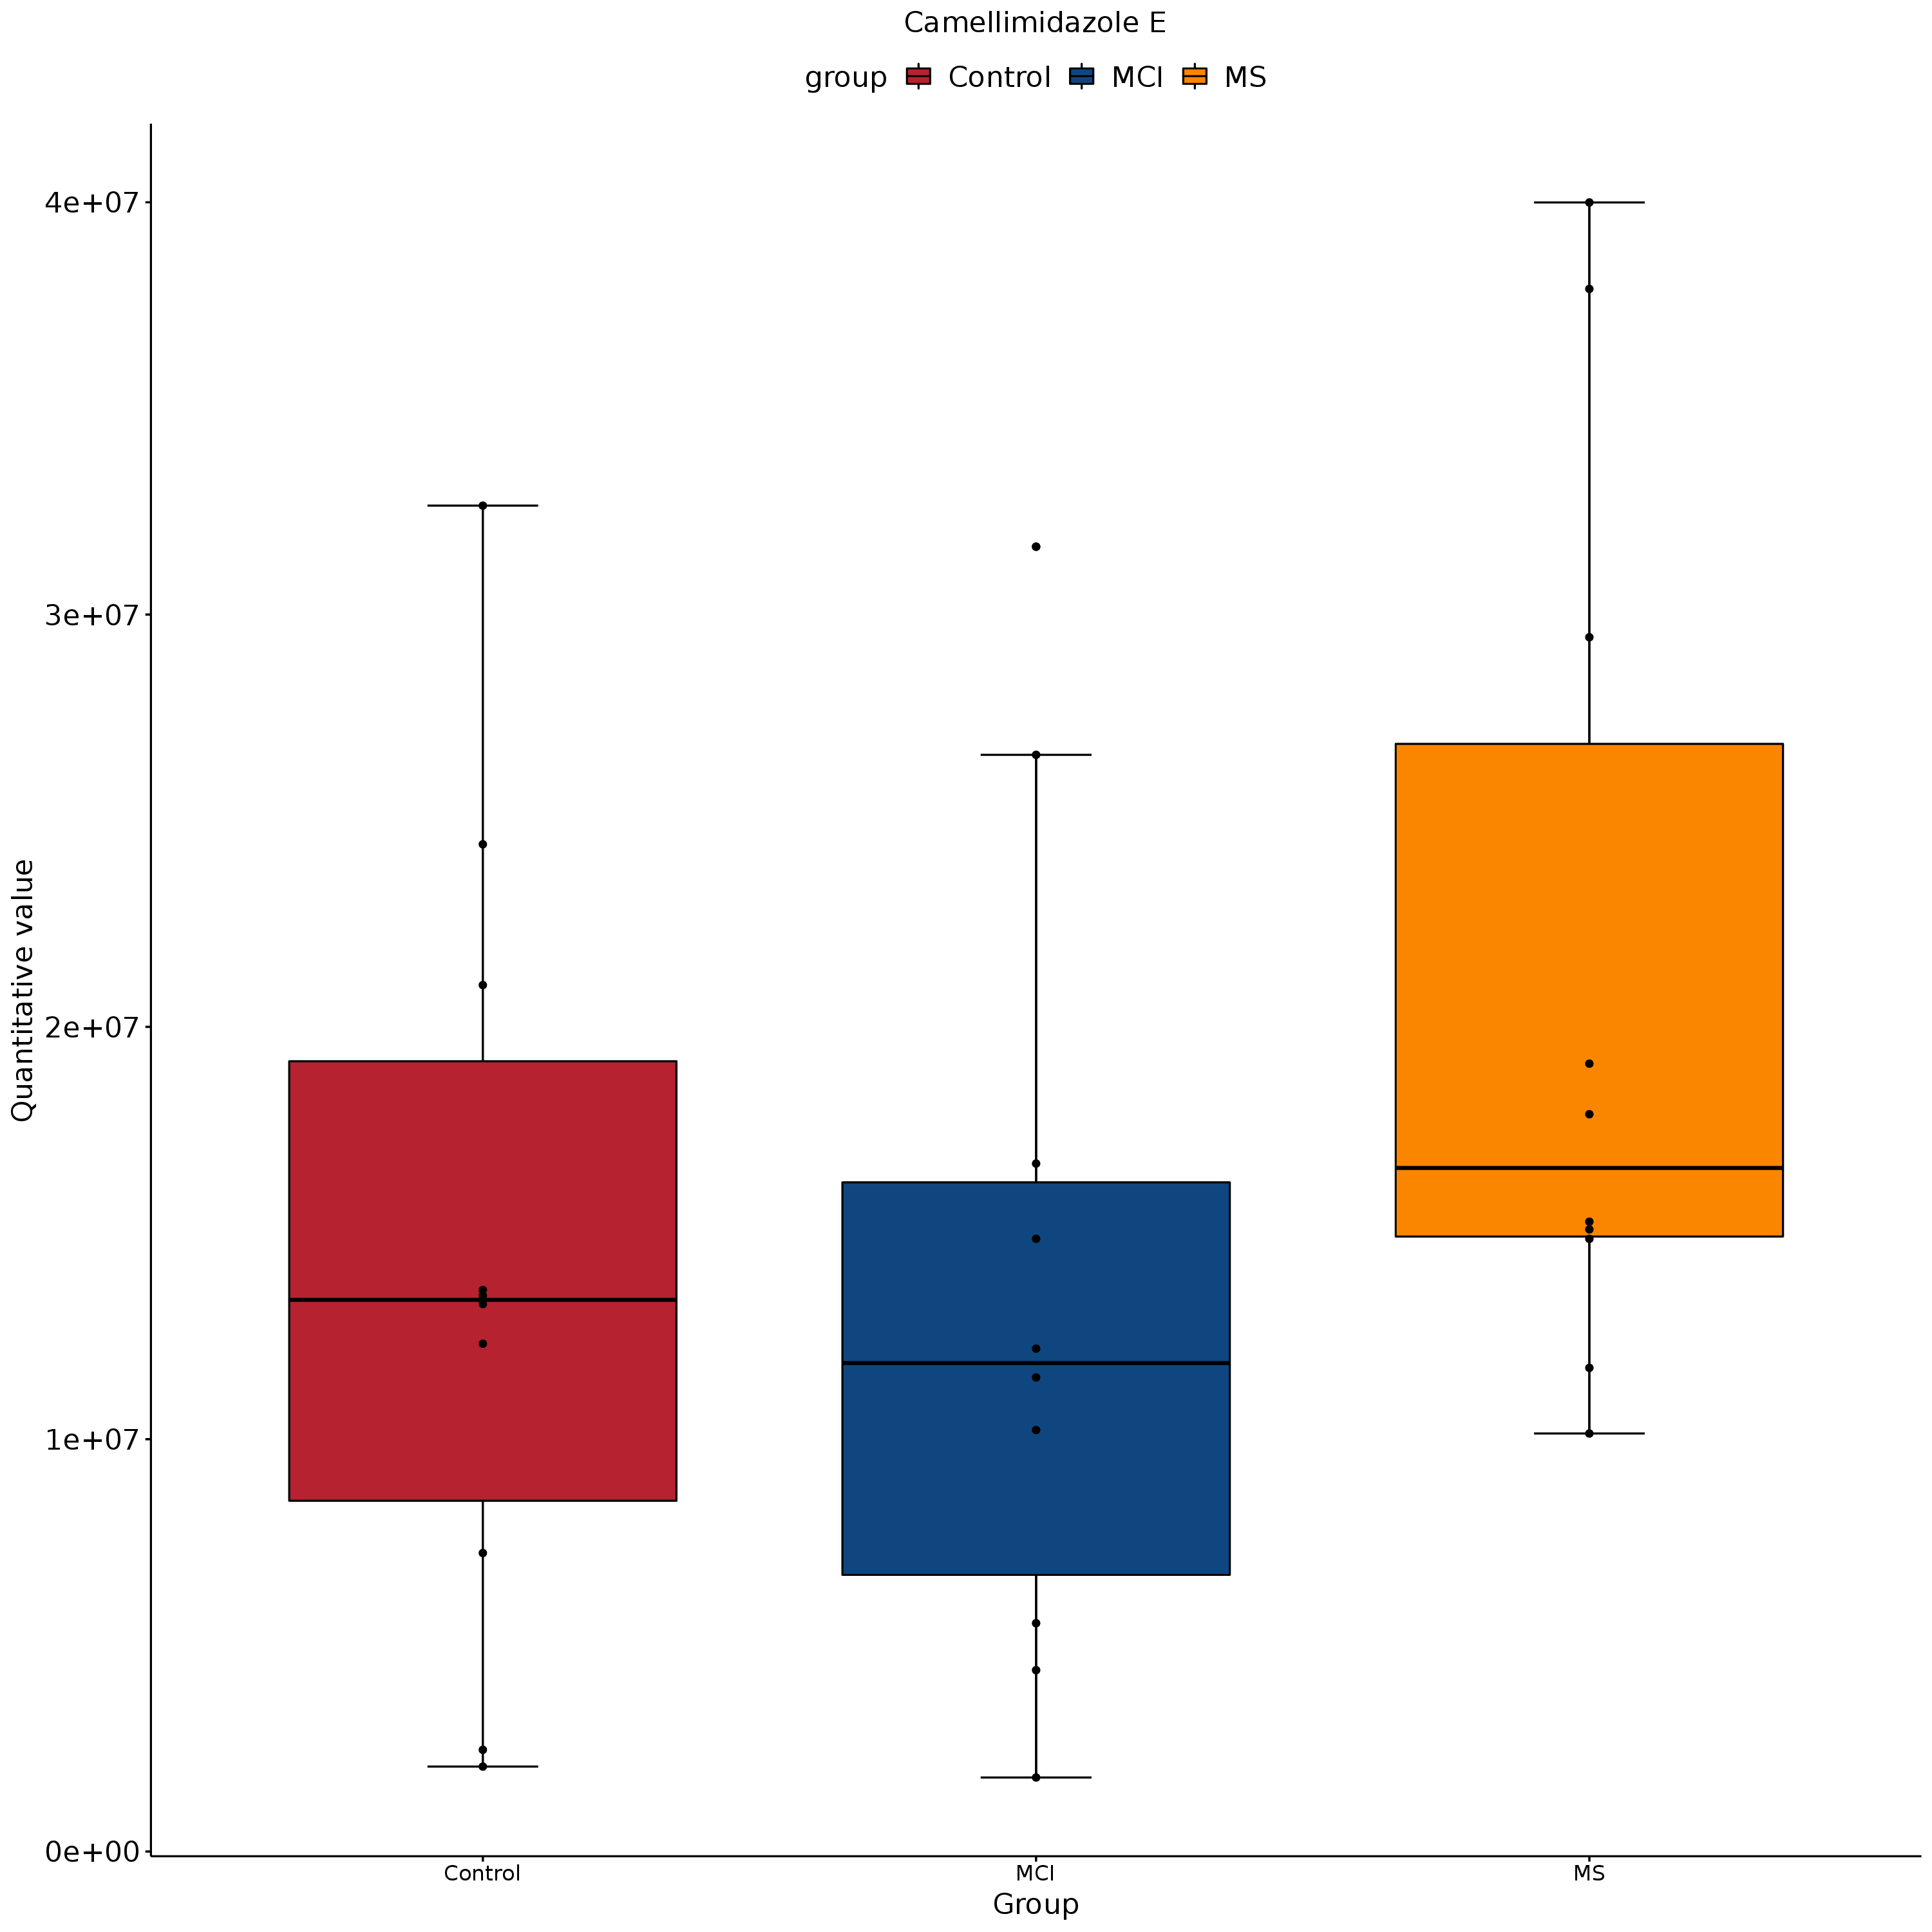 Camellimidazole E
group Control MCI MS
Quantitative value
4e+07
3e+07
2e+07
1e+07
0e+00
Control MCI MS
Group